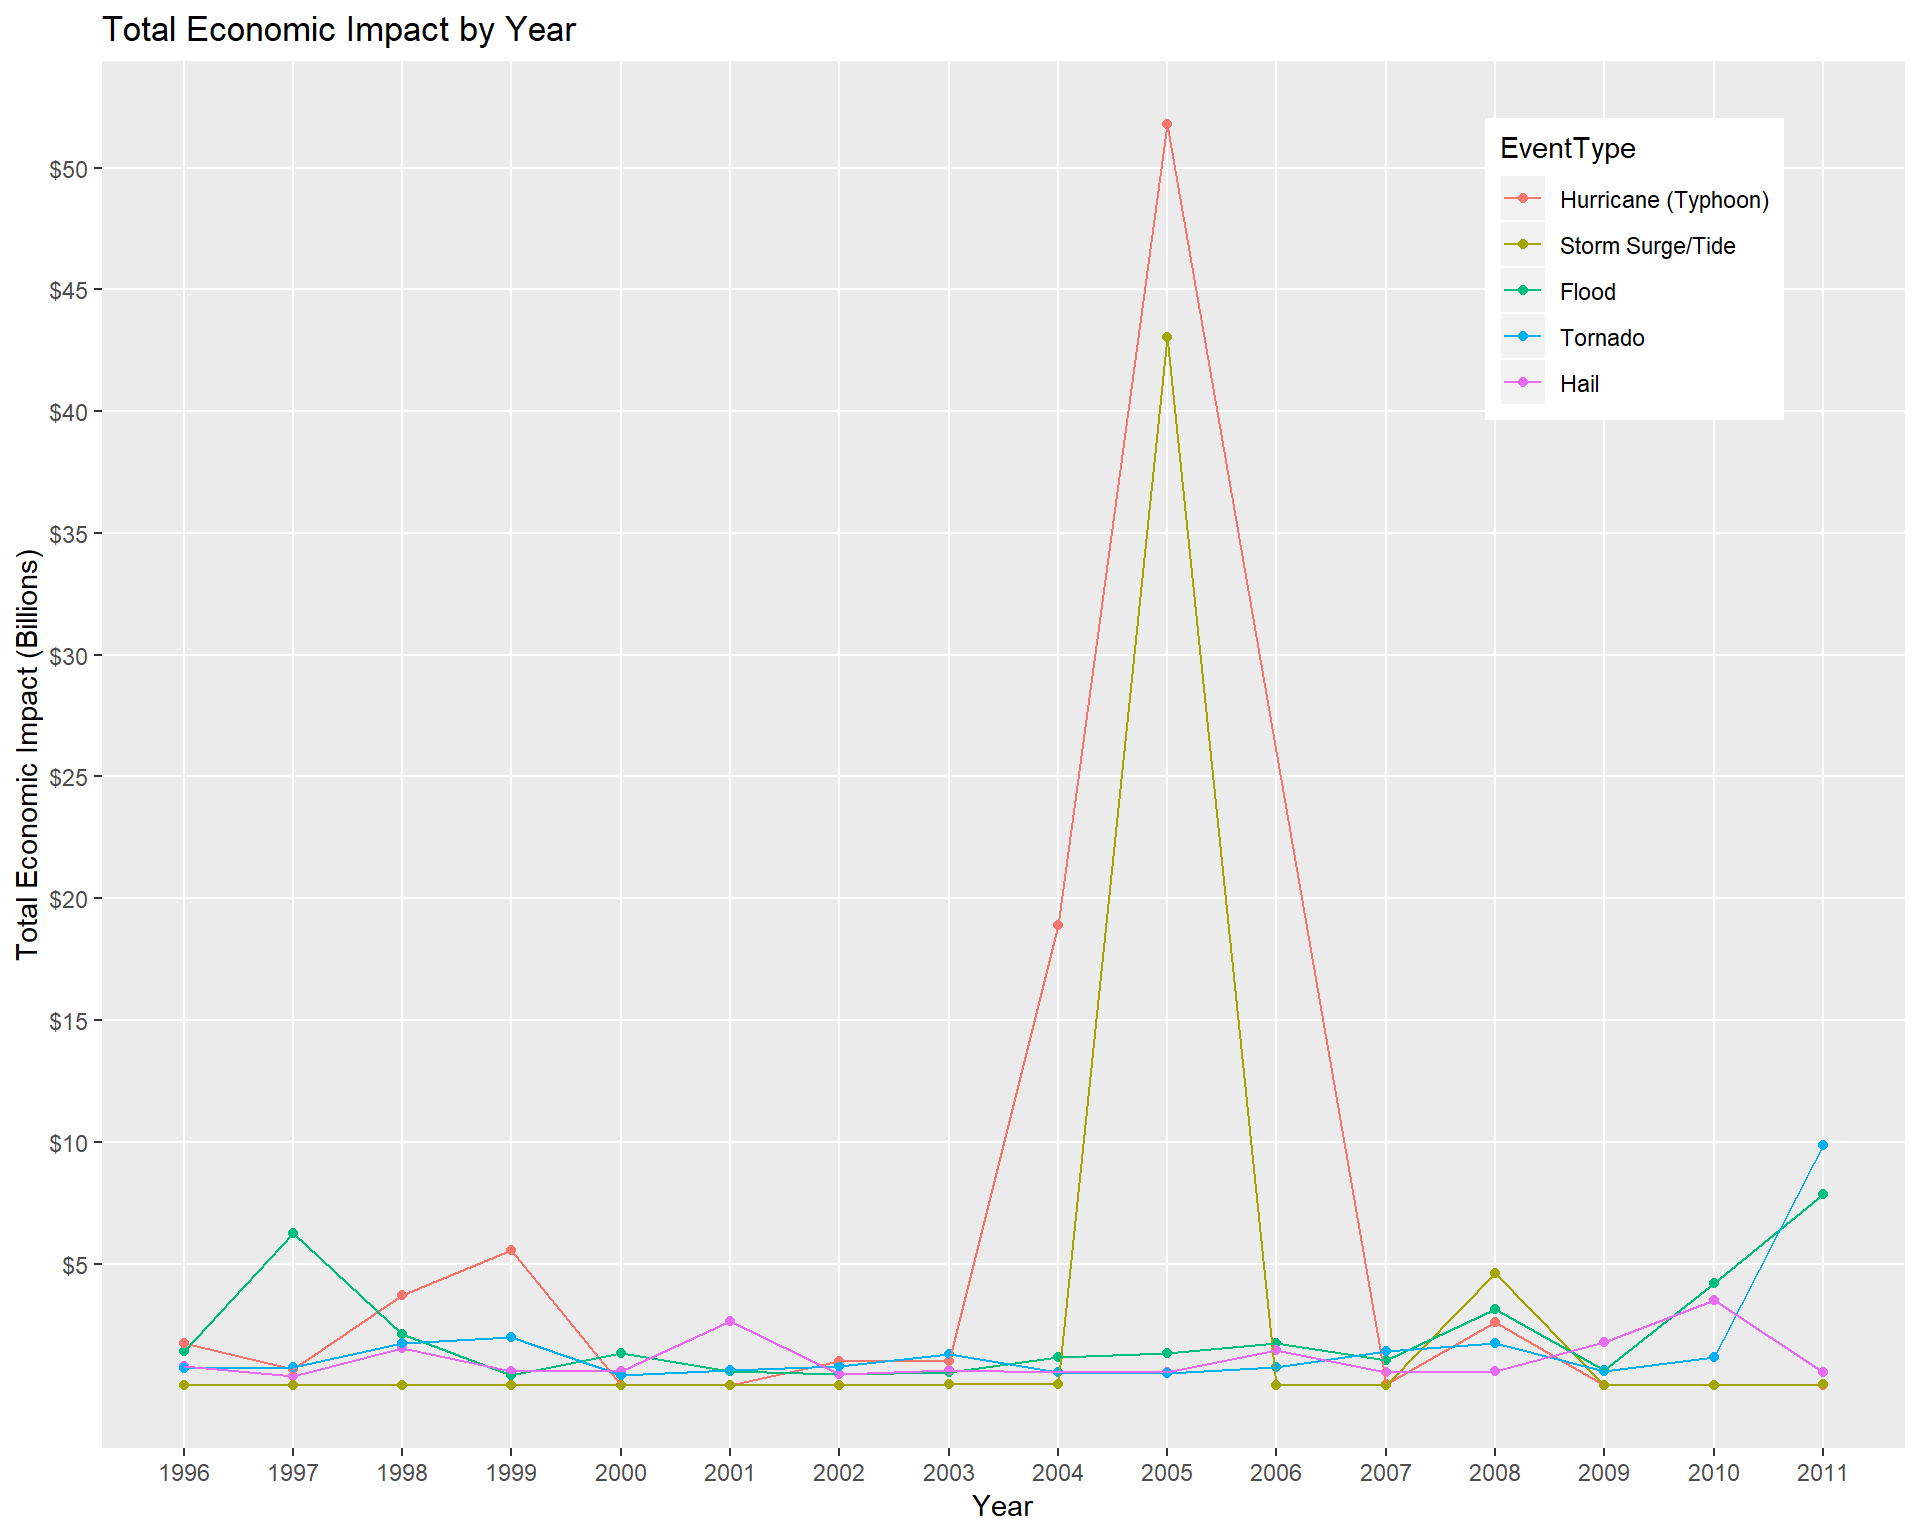 Total Economic Impact by Year
Total Economic Impact (Billions)
$50
$45
$40
$35
$30
$25
$20
$15
$10
$5
EventType
Hurricane (Typhoon)
Storm Surge/Tide
Flood
Tornado
Hail
1996 1997 1998 1999 2000 2001 2002 2003 2004 2005 2006 2007 2008 2009 2010 2011
Year